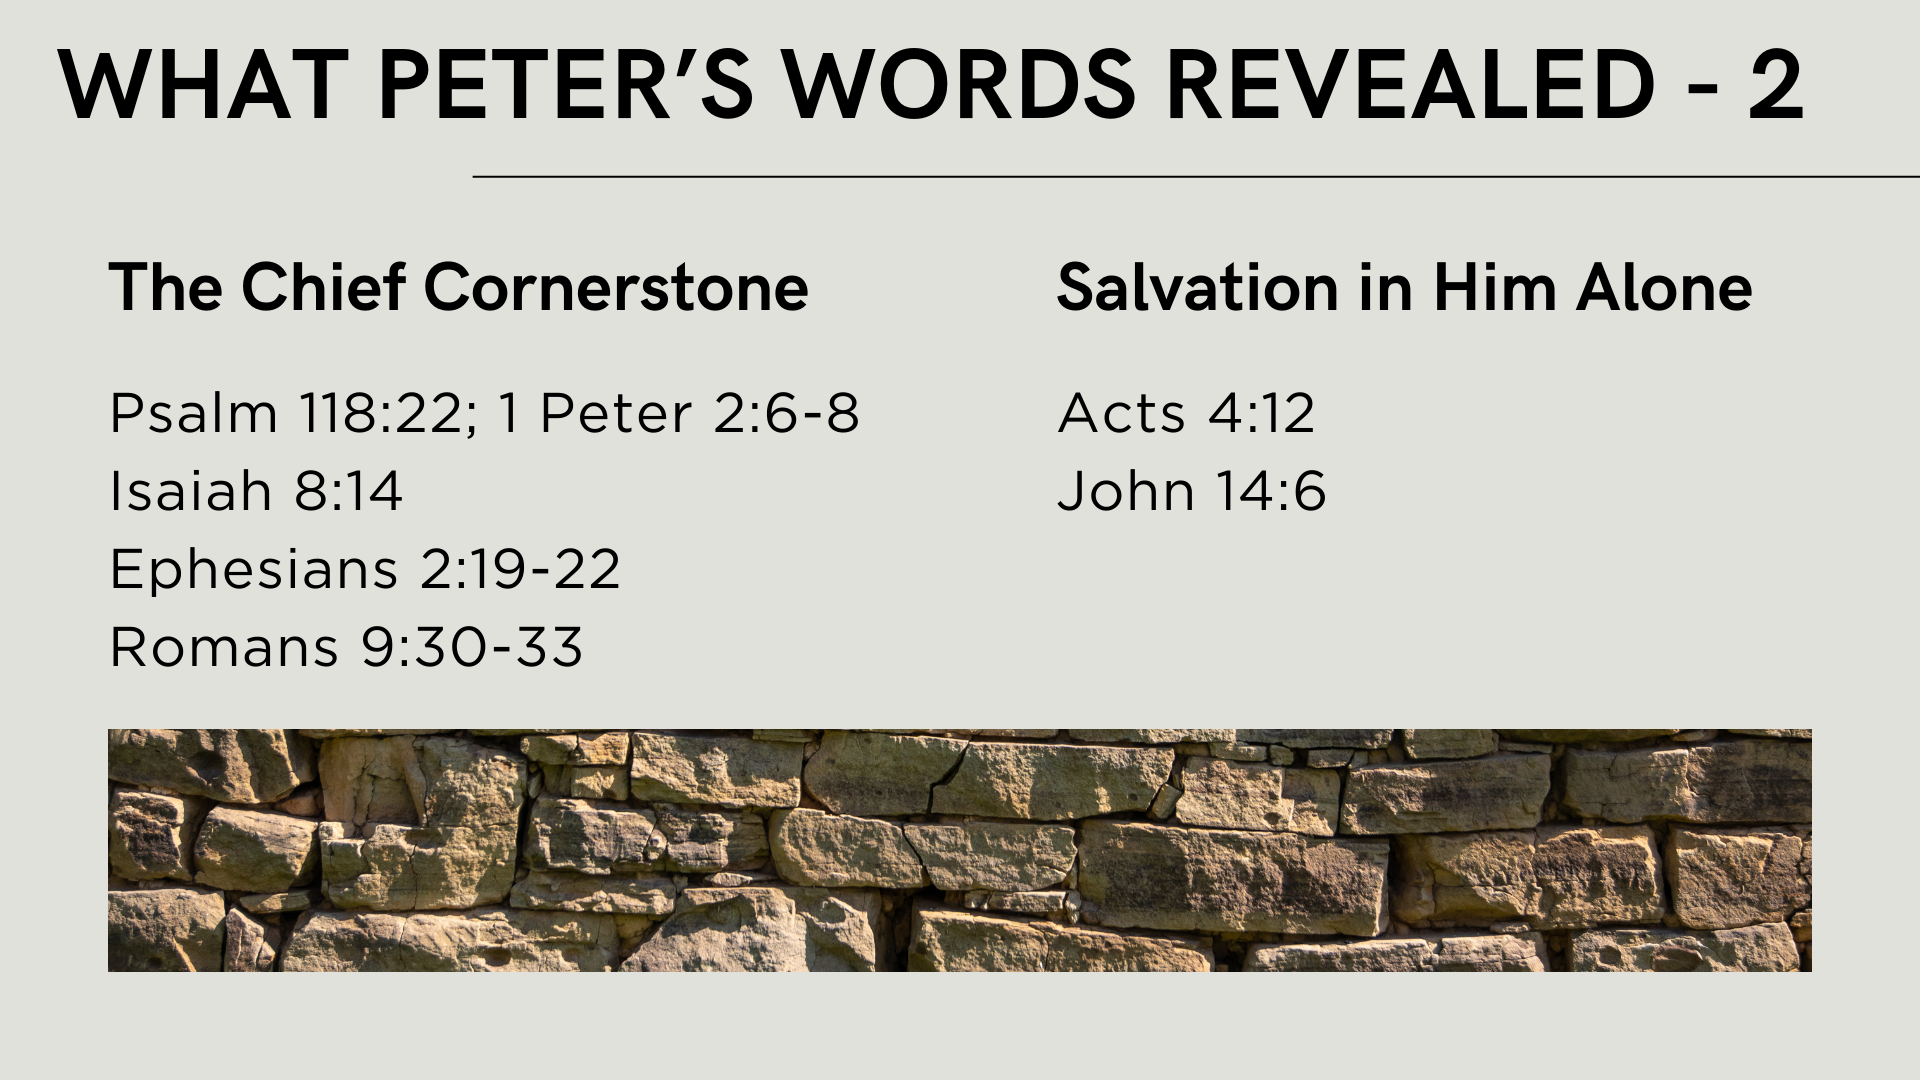 WHAT PETER’S WORDS REVEALED - 2
The Chief Cornerstone
Psalm 118:22; 1 Peter 2:6-8
Isaiah 8:14
Ephesians 2:19-22
Romans 9:30-33
Salvation in Him Alone
Acts 4:12
John 14:6